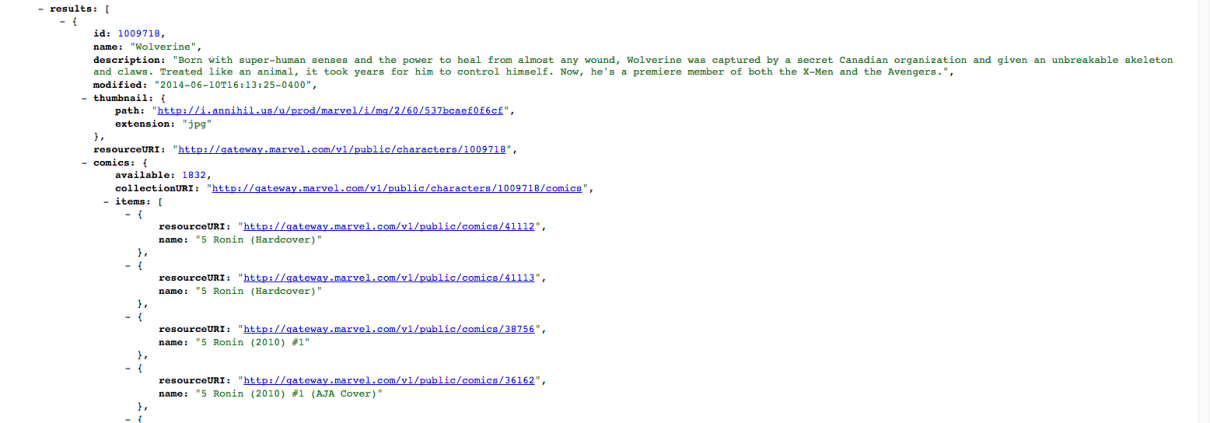 - results: [
- {
id: 1009718,
name: "Wolverine",
description: "Born with super-human senses and the power to heal from almost any wound, Wolverine was captured by a secret Canadian organization and given an unbreakable skeleton
and claws. Treated like an animal, it took years for him to control himself. Now, he's a premiere member of both the X-Men and the Avengers.",
modified: "2014-06-10T16:13:25-0400",
- thumbnail: {
path: "http://i.annihil.us/u/prod/marvel/i/mg/2/60/537bcaef0f6cf",
extension: "jpg"
},
resourceURI: "http://gateway.marvel.com/v1/public/characters/1009718",
- comics: {
available: 1832,
collectionURI: "http://gateway.marvel.com/v1/public/characters/1009718/comics",
- items: [
- {
resourceURI: "http://gateway.marvel.com/v1/public/comics/41112",
name: "5 Ronin (Hardcover)"
},
- {
resourceURI: "http://gateway.marvel.com/v1/public/comics/41113",
name: "5 Ronin (Hardcover)"
},
- {
resourceURI: "http://gateway.marvel.com/v1/public/comics/38756",
name: "5 Ronin (2010) #1"
},
- {
resourceURI: "http://gateway.marvel.com/v1/public/comics/36162",
name: "5 Ronin (2010) #1 (AJA Cover)"
},
- {